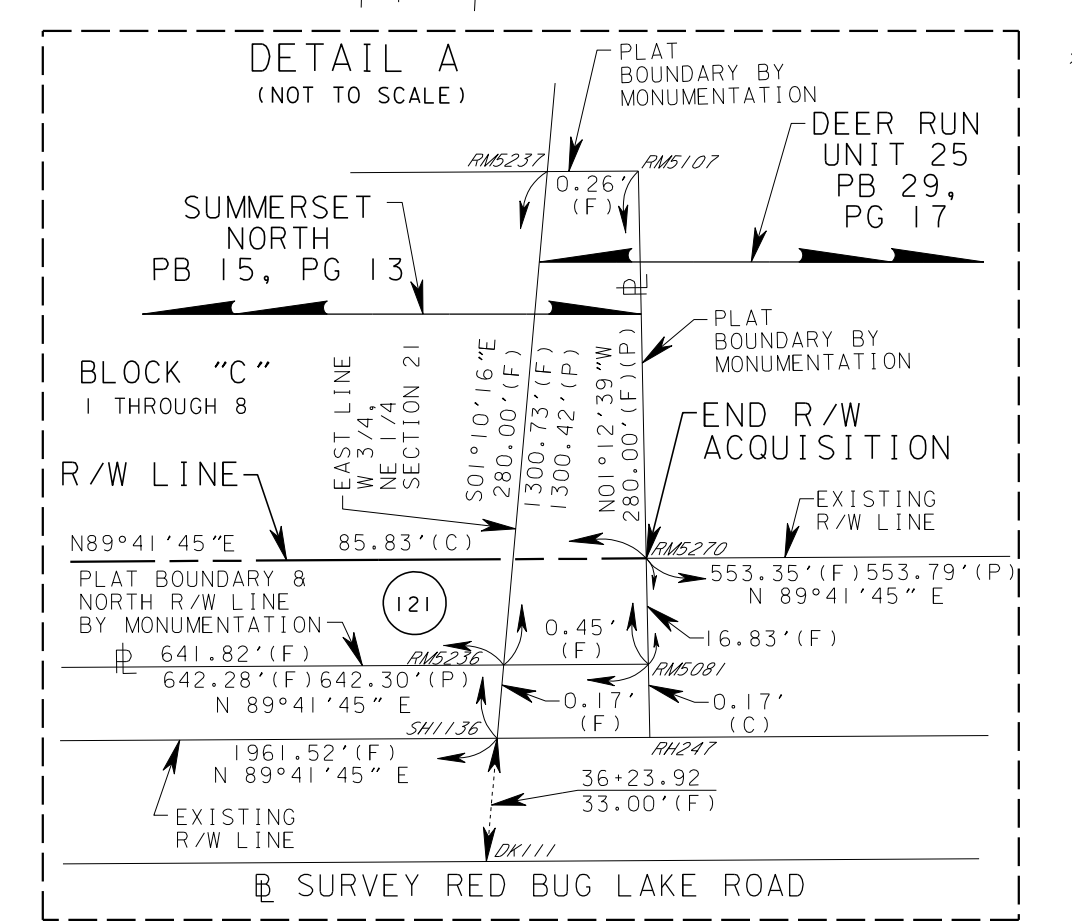 DETAIL A
(NOT TO SCALE)
PLAT
BOUNDARY BY
MONUMENTATION
DEER RUN
UNIT 25
PB 29,
PG 17
RM5237
RM5107
0.26'
(F)
SUMMERSET
NORTH
PB 15, PG 13
PL
PLAT
BOUNDARY BY
MONUMENTATION
BLOCK "C"
1 THROUGH 8
EAST LINE
W 3/4,
NE 1/4
SECTION 21
S01°10'16"E
280.00'(F)
1300.73'(F)
1300.42'(P)
N01°12'39"W
280.00'(F)(P)
END R/W
ACQUISITION
R/W LINE
EXISTING
R/W LINE
N89°41'45"E
85.83'(C)
RM5270
553.35'(F)553.79'(P)
N 89°41'45" E
PLAT BOUNDARY &
NORTH R/W LINE
BY MONUMENTATION
121
0.45'
(F)
16.83'(F)
PL
641.82'(F)
RM5236
RM5081
642.28'(F)642.30'(P)
N 89°41'45" E
0.17'
(F)
0.17'
(C)
SH1136
RH247
1961.52'(F)
N 89°41'45" E
36+23.92
33.00'(F)
EXISTING
R/W LINE
DK111
BL SURVEY RED BUG LAKE ROAD